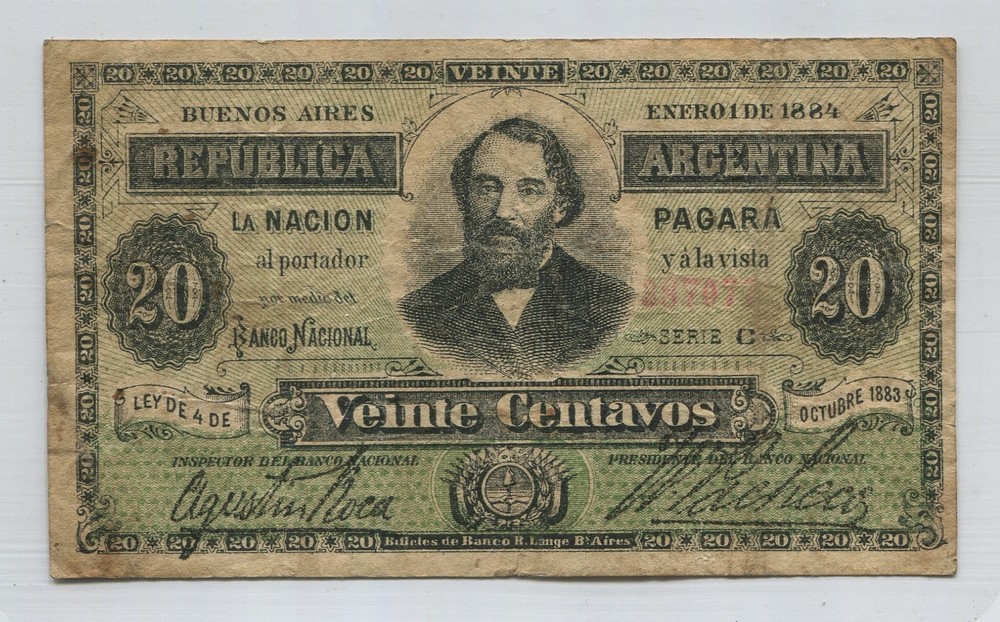 20 20 20 20 20 20 VEINTE 20 20 20 20 20 20
BUENOS AIRES ENERO 1 DE 1884
REPÚBLICA ARGENTINA
LA NACION PAGARÁ
al portador y á la vista
por medio del
BANCO NACIONAL SERIE C
20 20
LEY DE 4 DE OCTUBRE 1883
Veinte Centavos
INSPECTOR DEL BANCO NACIONAL PRESIDENTE DEL BANCO NACIONAL
Agustin Roca
20 20 20 20 20 Billetes de Banco R. Lange Bs Aires 20 20 20 20 20